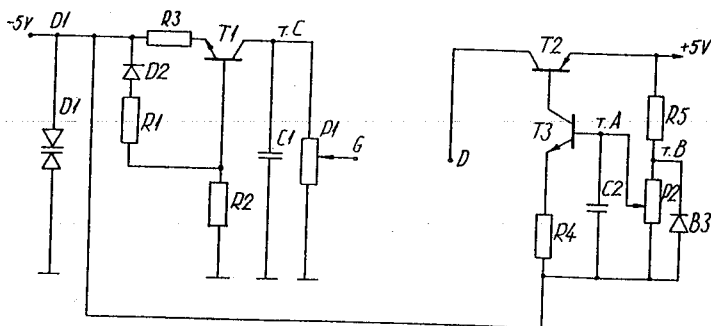 -5V D1 R3 T1 т.C T2 +5V
D2 D1 R1 C1 P1 G D T3 т.A R5
т.B C2 P2 B3
R2 R4